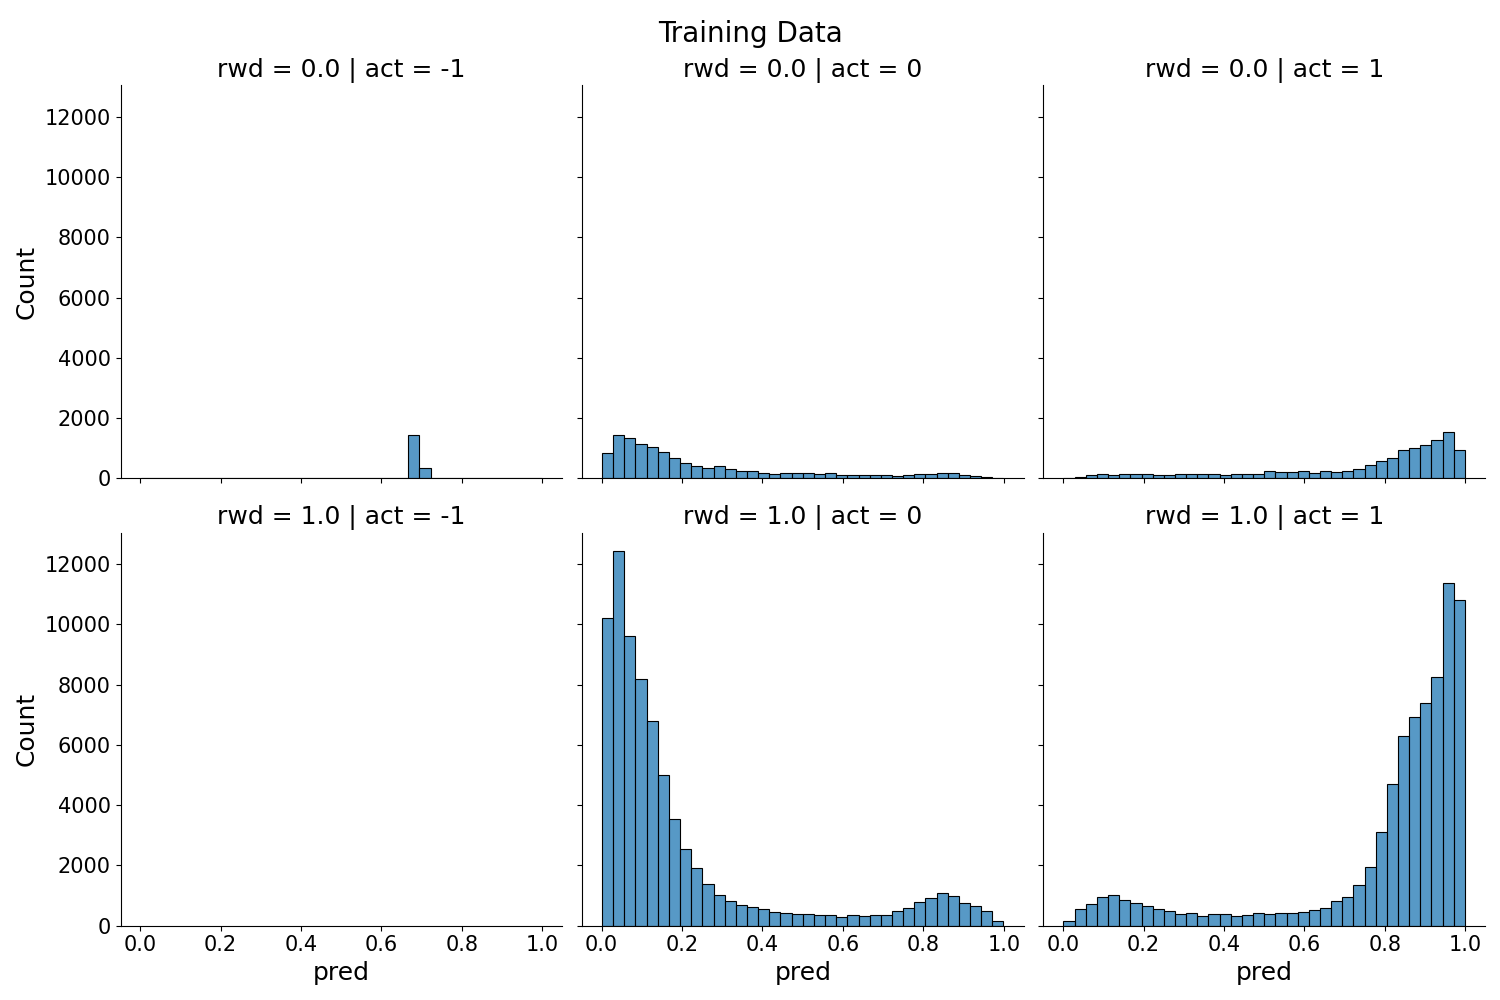 Training Data
rwd = 0.0 | act = -1
rwd = 0.0 | act = 0
rwd = 0.0 | act = 1
12000
10000
8000
6000
4000
2000
0
Count
rwd = 1.0 | act = -1
rwd = 1.0 | act = 0
rwd = 1.0 | act = 1
12000
10000
8000
6000
4000
2000
0
Count
0.0 0.2 0.4 0.6 0.8 1.0
0.0 0.2 0.4 0.6 0.8 1.0
0.0 0.2 0.4 0.6 0.8 1.0
pred
pred
pred